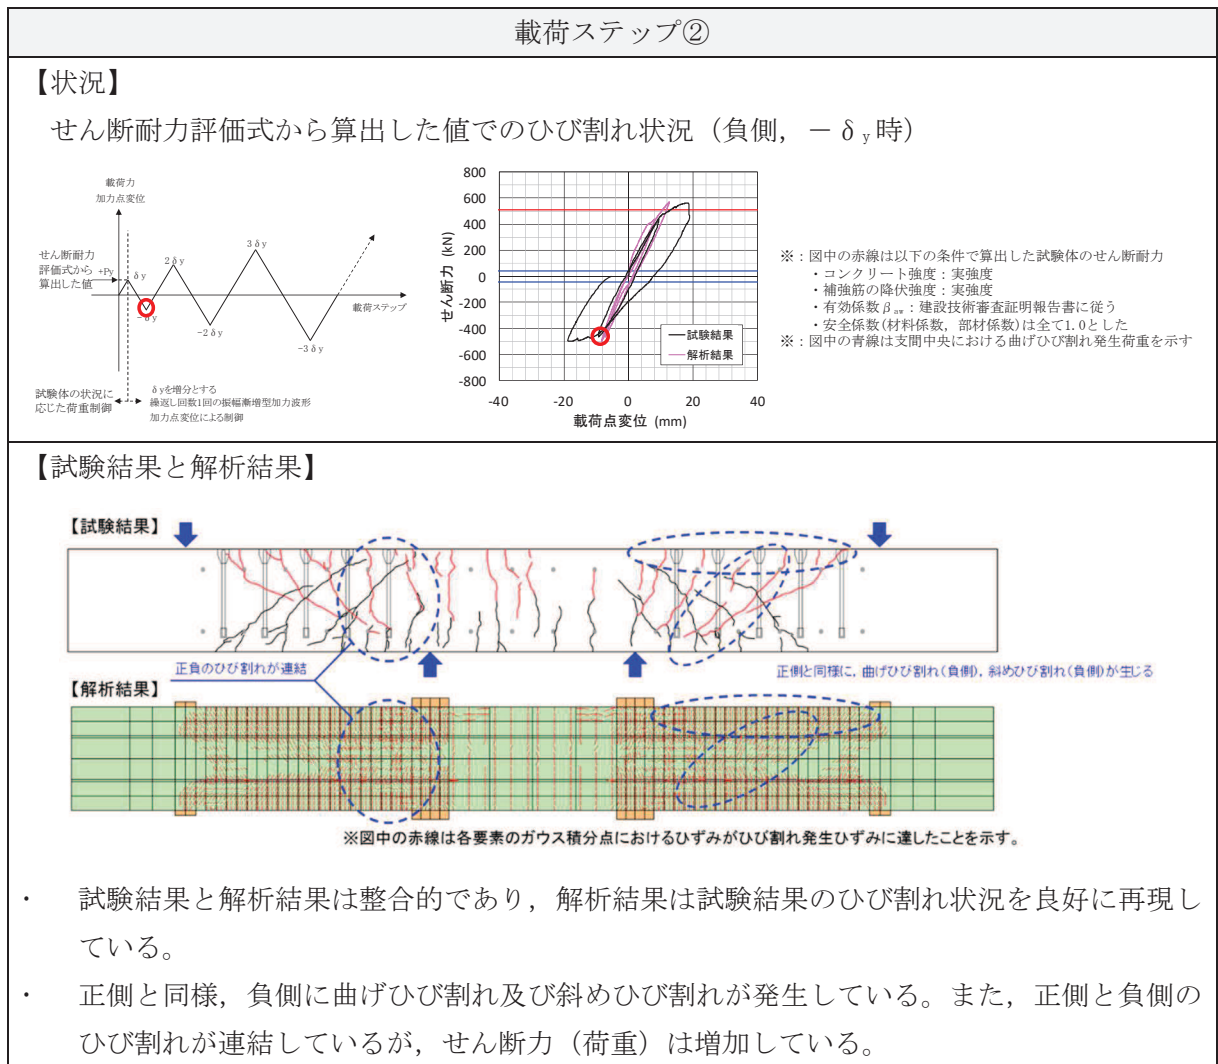 載荷ステップ②
【状況】
せん断耐力評価式から算出した値でのひび割れ状況（負側，－δy時）
載荷力
加力点変位
せん断耐力
評価式から
算出した値
+Py
δy
2δy
3δy
-δy
-2δy
-3δy
載荷ステップ
試験体の状況に
応じた荷重制御
δyを増分とする
繰返し回数1回の振幅漸増型加力波形
加力点変位による制御
せん断力 (kN)
800
600
400
200
0
-200
-400
-600
-800
-40
-20
0
20
40
載荷点変位 (mm)
試験結果
解析結果
※：図中の赤線は以下の条件で算出した試験体のせん断耐力
・コンクリート強度：実強度
・補強筋の降伏強度：実強度
・有効係数βaw：建設技術審査証明報告書に従う
・安全係数(材料係数，部材係数)は全て1.0とした
※：図中の青線は支間中央における曲げひび割れ発生荷重を示す
【試験結果と解析結果】
【試験結果】
正負のひび割れが連結
正側と同様に，曲げひび割れ(負側)，斜めひび割れ(負側)が生じる
【解析結果】
※図中の赤線は各要素のガウス積分点におけるひずみがひび割れ発生ひずみに達したことを示す。
・ 試験結果と解析結果は整合的であり，解析結果は試験結果のひび割れ状況を良好に再現し
ている。
・ 正側と同様，負側に曲げひび割れ及び斜めひび割れが発生している。また，正側と負側の
ひび割れが連結しているが，せん断力（荷重）は増加している。